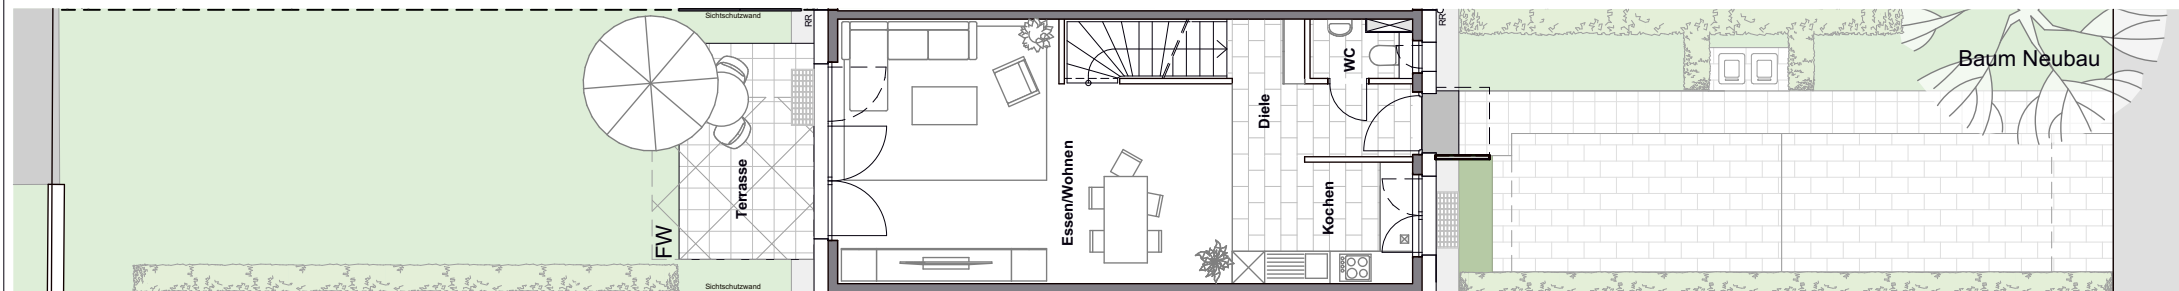 Sichtschutzwand
RR
RR
Baum Neubau
WC
Diele
Essen/Wohnen
Kochen
Terrasse
FW
Sichtschutzwand